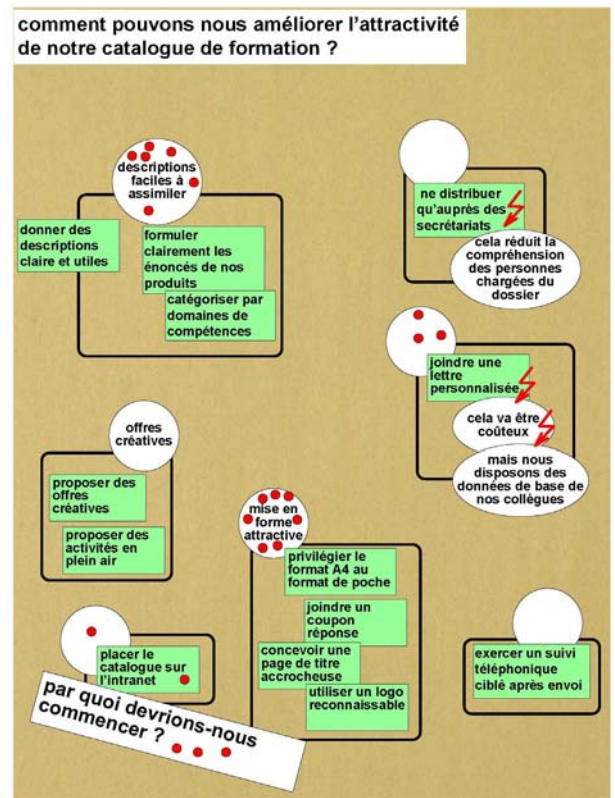 comment pouvons nous améliorer l'attractivité
de notre catalogue de formation ?
descriptions
faciles à
assimiler
donner des
descriptions
claire et utiles
formuler
clairement les
énoncés de nos
produits
catégoriser par
domaines de
compétences
ne distribuer
qu'auprès des
secrétariats
cela réduit la
compréhension
des personnes
chargées du
dossier
joindre une
lettre
personnalisée
cela va être
coûteux
mais nous
disposons des
données de base de
nos collègues
offres
créatives
proposer des
offres
créatives
proposer des
activités en
plein air
mise en
forme
attractive
privilégier le
format A4 au
format de poche
joindre un
coupon
réponse
concevoir une
page de titre
accrocheuse
utiliser un logo
reconnaissable
placer le
catalogue sur
l'intranet
par quoi devrions-nous
commencer ?
exercer un suivi
téléphonique
ciblé après envoi